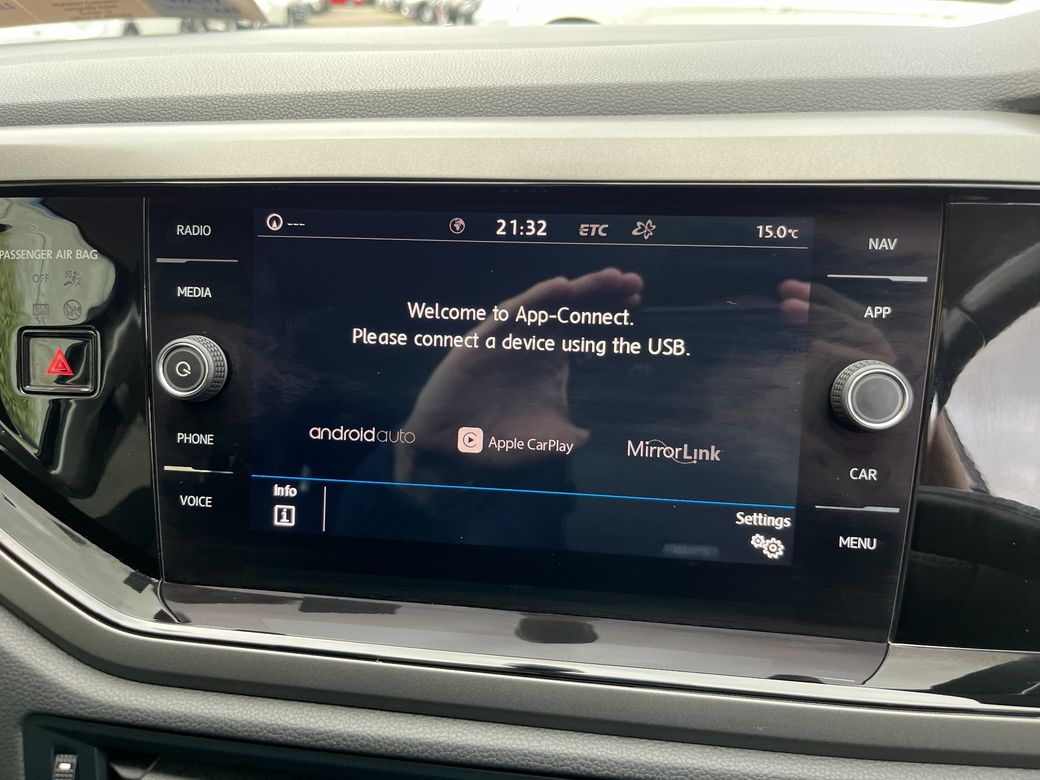 PASSENGER AIR BAG
OFF
RADIO
MEDIA
PHONE
VOICE
21:32
ETC
15.0°C
Welcome to App-Connect.
Please connect a device using the USB.
androidauto
Apple CarPlay
MirrorLink
Info
Settings
NAV
APP
CAR
MENU